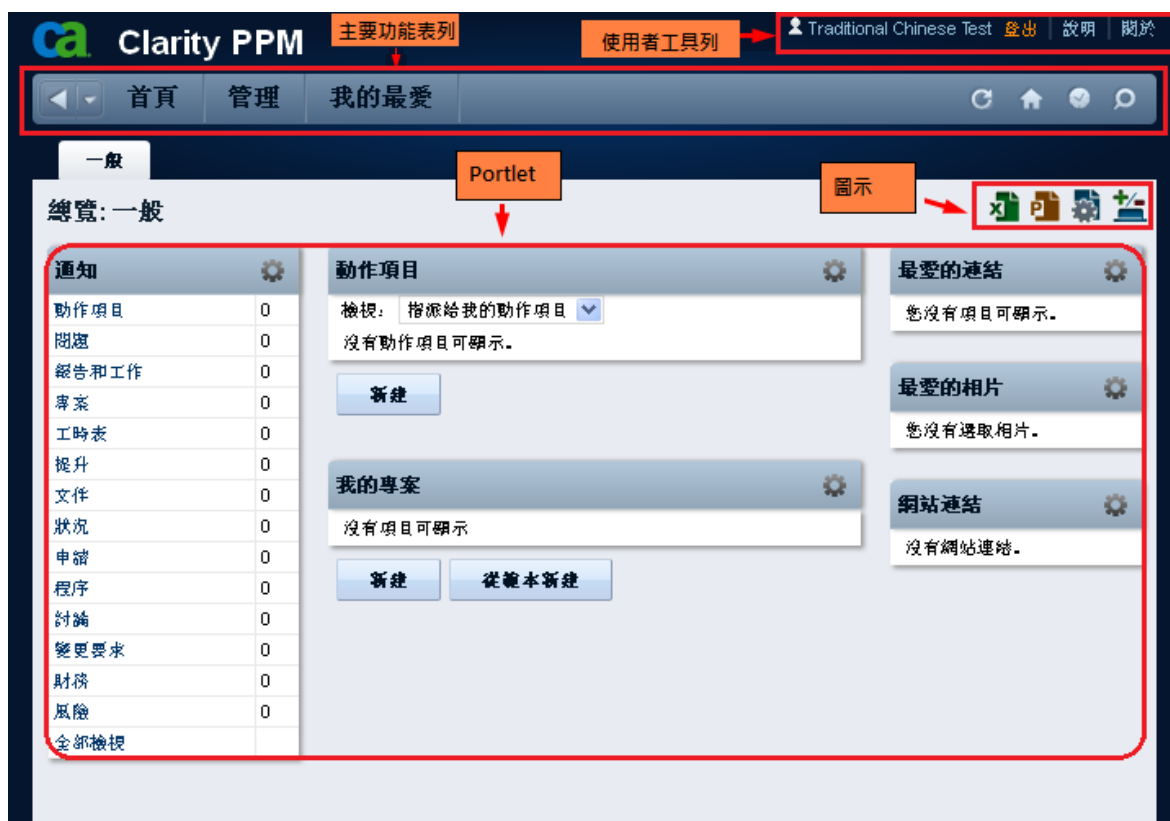 ca Clarity PPM
主要功能表列
使用者工具列
Traditional Chinese Test 登出 說明 關於
首頁 管理 我的最愛
一般
Portlet
圖示
總覽: 一般
通知
動作項目 0
問題 0
報告和工作 0
專案 0
工時表 0
提升 0
文件 0
狀況 0
申請 0
程序 0
討論 0
變更要求 0
財務 0
風險 0
全部檢視
動作項目
檢視: 指派給我的動作項目
沒有動作項目可顯示。
新建
我的專案
沒有項目可顯示
新建 從範本新建
最愛的連結
您沒有項目可顯示。
最愛的相片
您沒有選取相片。
網站連結
沒有網站連結。